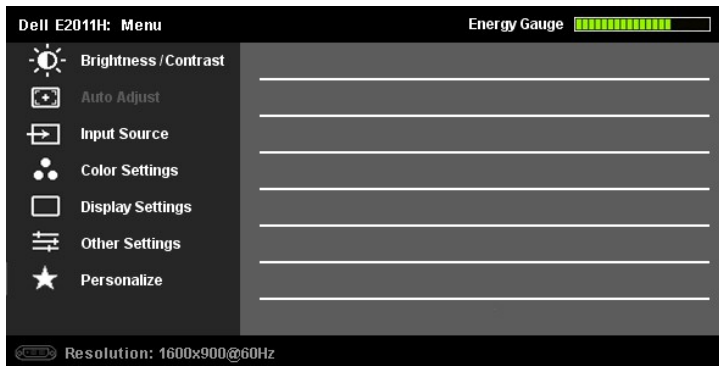 Dell E2011H: Menu Energy Gauge
Brightness / Contrast
Auto Adjust
Input Source
Color Settings
Display Settings
Other Settings
Personalize
Resolution: 1600x900@60Hz